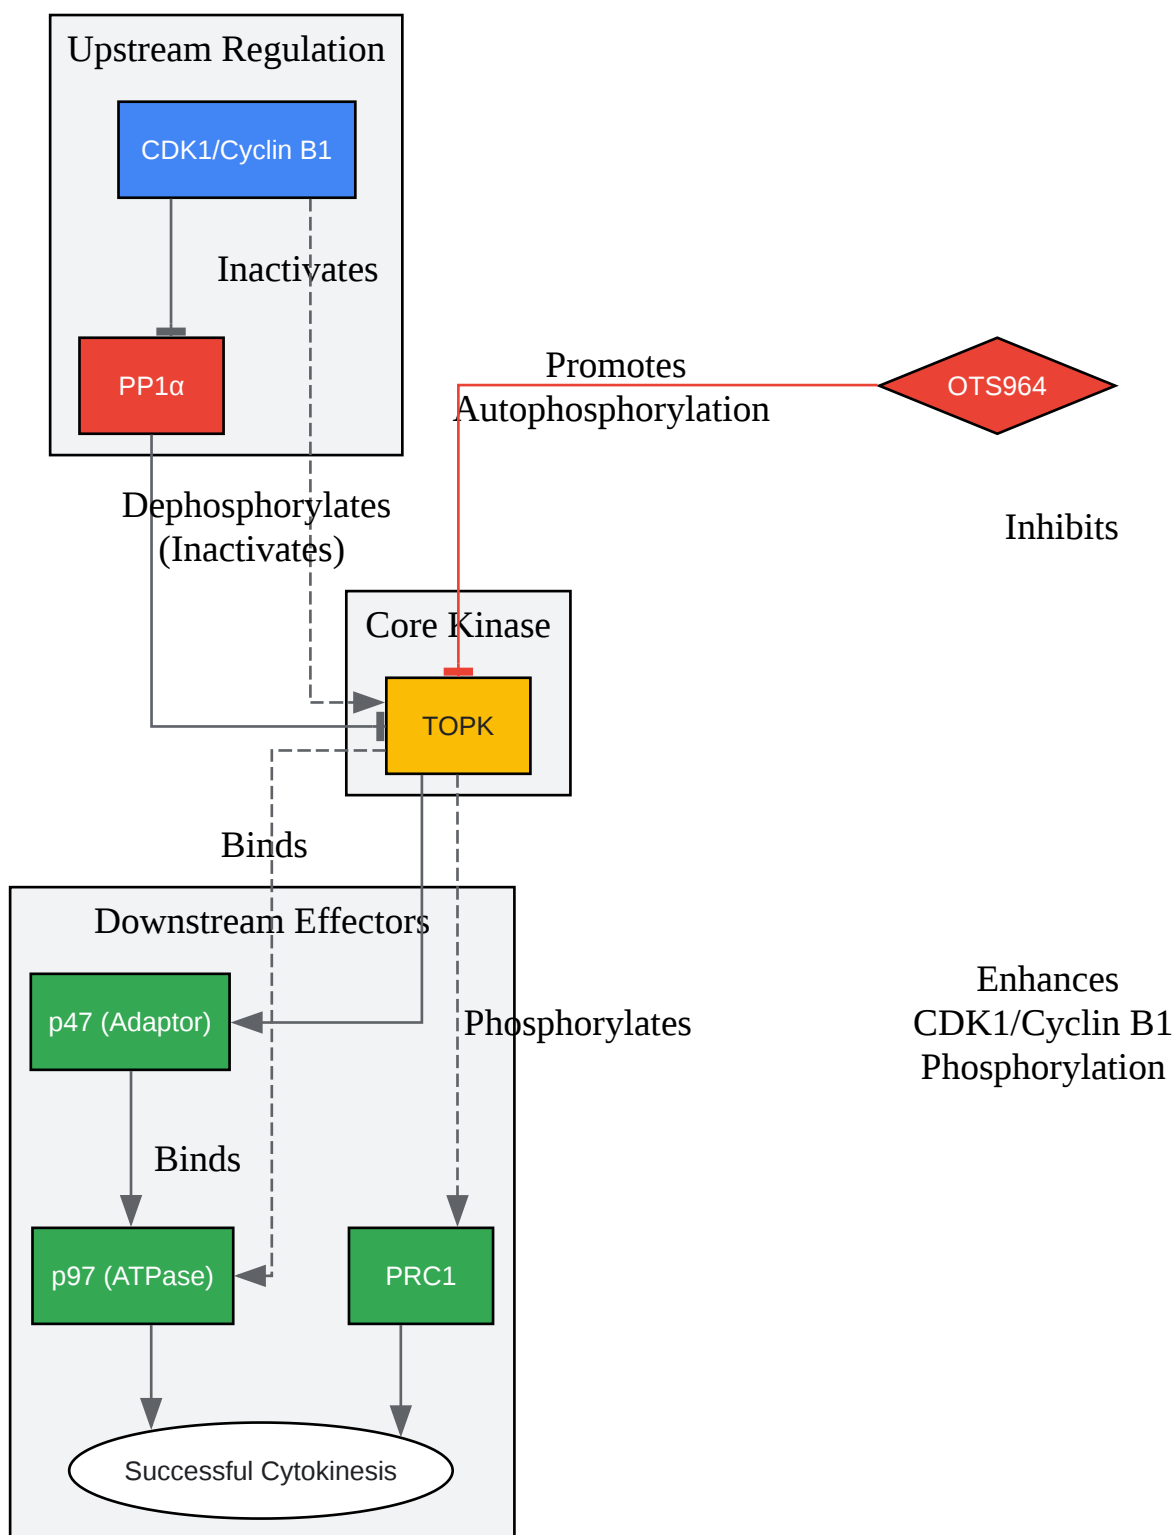 Upstream Regulation
CDK1/Cyclin B1
Inactivates
PP1α
Promotes
Autophosphorylation
OTS964
Dephosphorylates
(Inactivates)
Inhibits
Core Kinase
TOPK
Binds
Downstream Effectors
p47 (Adaptor)
Phosphorylates
Enhances
CDK1/Cyclin B1
Phosphorylation
Binds
p97 (ATPase)
PRC1
Successful Cytokinesis